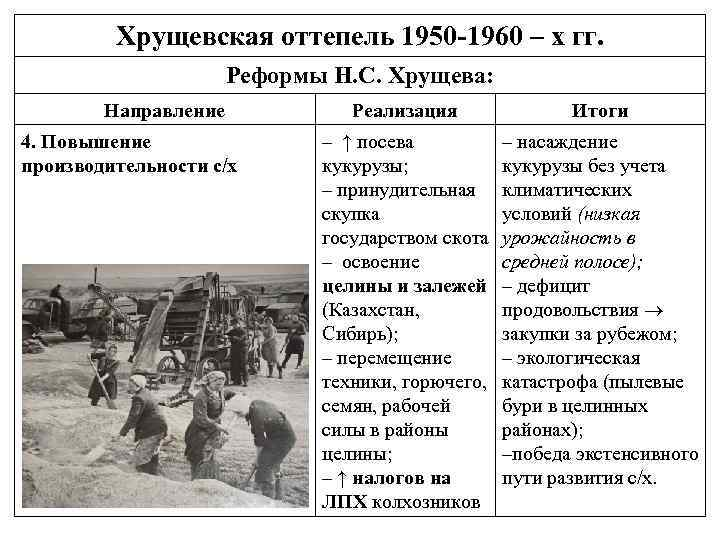 Хрущевская оттепель 1950-1960 – х гг.
Реформы Н. С. Хрущева:
Направление
Реализация
Итоги
4. Повышение
производительности с/х
– ↑ посева
кукурузы;
– принудительная
скупка
государством скота
– освоение
целины и залежей
(Казахстан,
Сибирь);
– перемещение
техники, горючего,
семян, рабочей
силы в районы
целины;
– ↑ налогов на
ЛПХ колхозников
– насаждение
кукурузы без учета
климатических
условий (низкая
урожайность в
средней полосе);
– дефицит
продовольствия →
закупки за рубежом;
– экологическая
катастрофа (пылевые
бури в целинных
районах);
–победа экстенсивного
пути развития с/х.